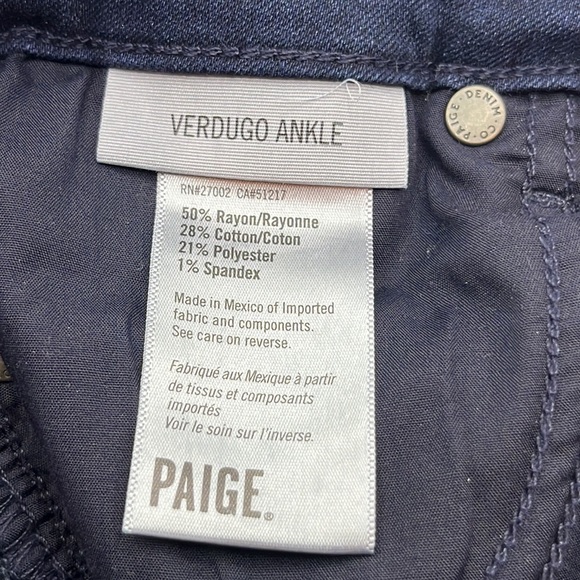 VERDUGO ANKLE
PAIGE · DENIM · CO ·
RN#27002 CA#51217
50% Rayon/Rayonne
28% Cotton/Coton
21% Polyester
1% Spandex
Made in Mexico of Imported
fabric and components.
See care on reverse.
Fabriqué aux Mexique à partir
de tissus et composants
importés
Voir le soin sur l'inverse.
PAIGE®